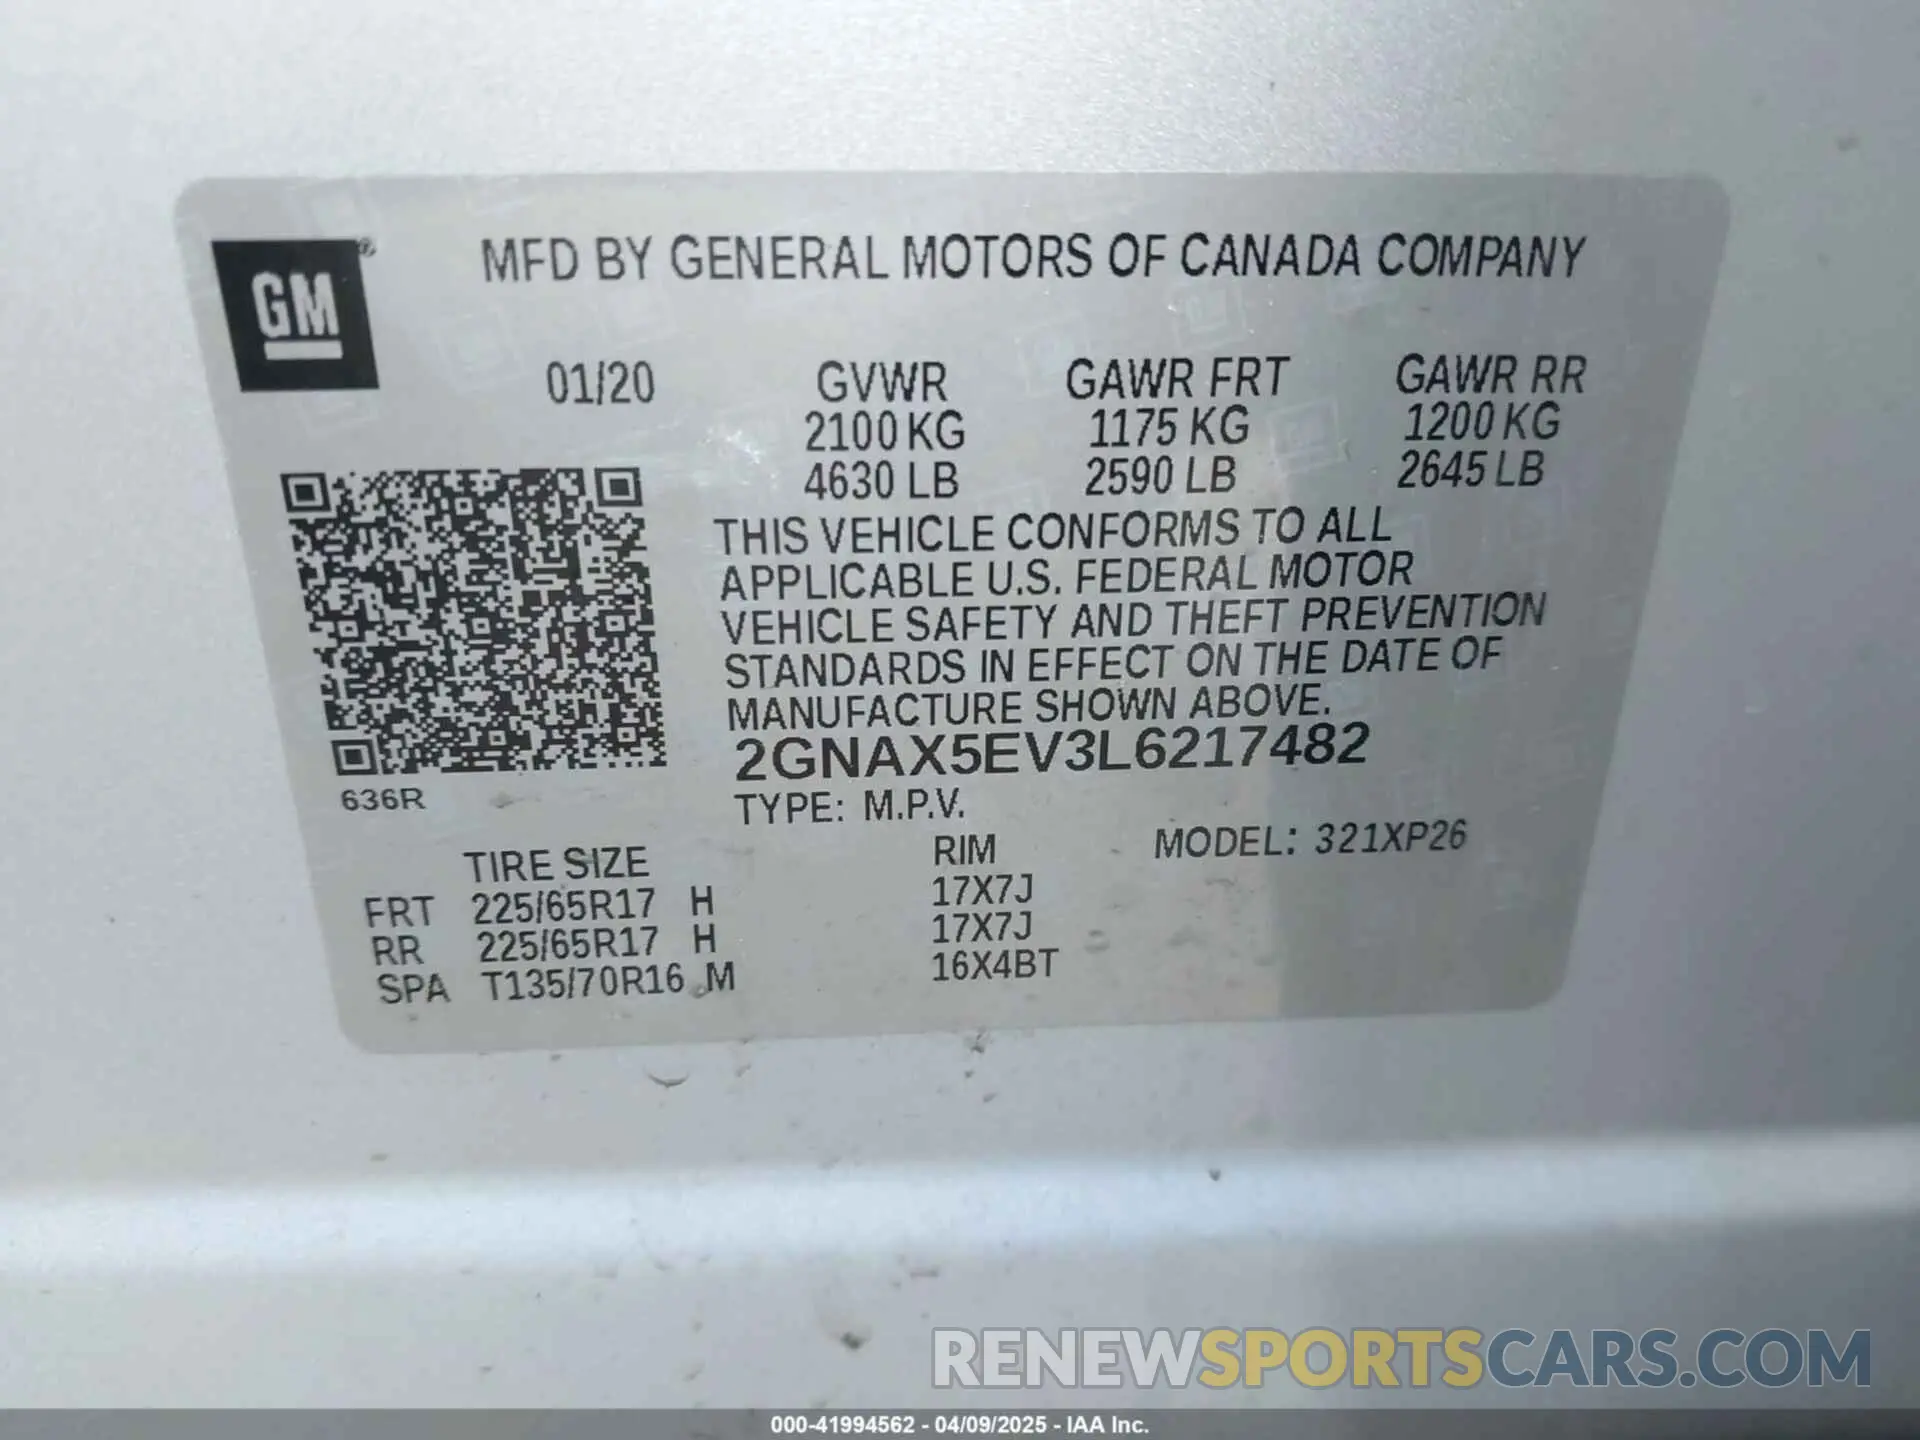 GM ®
MFD BY GENERAL MOTORS OF CANADA COMPANY
01/20 GVWR GAWR FRT GAWR RR
2100 KG 1175 KG 1200 KG
4630 LB 2590 LB 2645 LB
THIS VEHICLE CONFORMS TO ALL
APPLICABLE U.S. FEDERAL MOTOR
VEHICLE SAFETY AND THEFT PREVENTION
STANDARDS IN EFFECT ON THE DATE OF
MANUFACTURE SHOWN ABOVE.
2GNAX5EV3L6217482
636R
TYPE: M.P.V.
TIRE SIZE RIM MODEL: 321XP26
FRT 225/65R17 H 17X7J
RR 225/65R17 H 17X7J
SPA T135/70R16 M 16X4BT
RENEWSPORTSCARS.COM
000-41994562 - 04/09/2025 - IAA Inc.